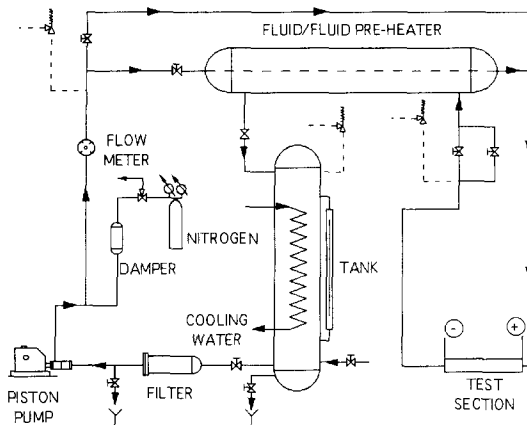 FLUID/FLUID PRE-HEATER
FLOW
METER
NITROGEN
DAMPER
TANK
COOLING
WATER
-
+
PISTON
PUMP
FILTER
TEST
SECTION